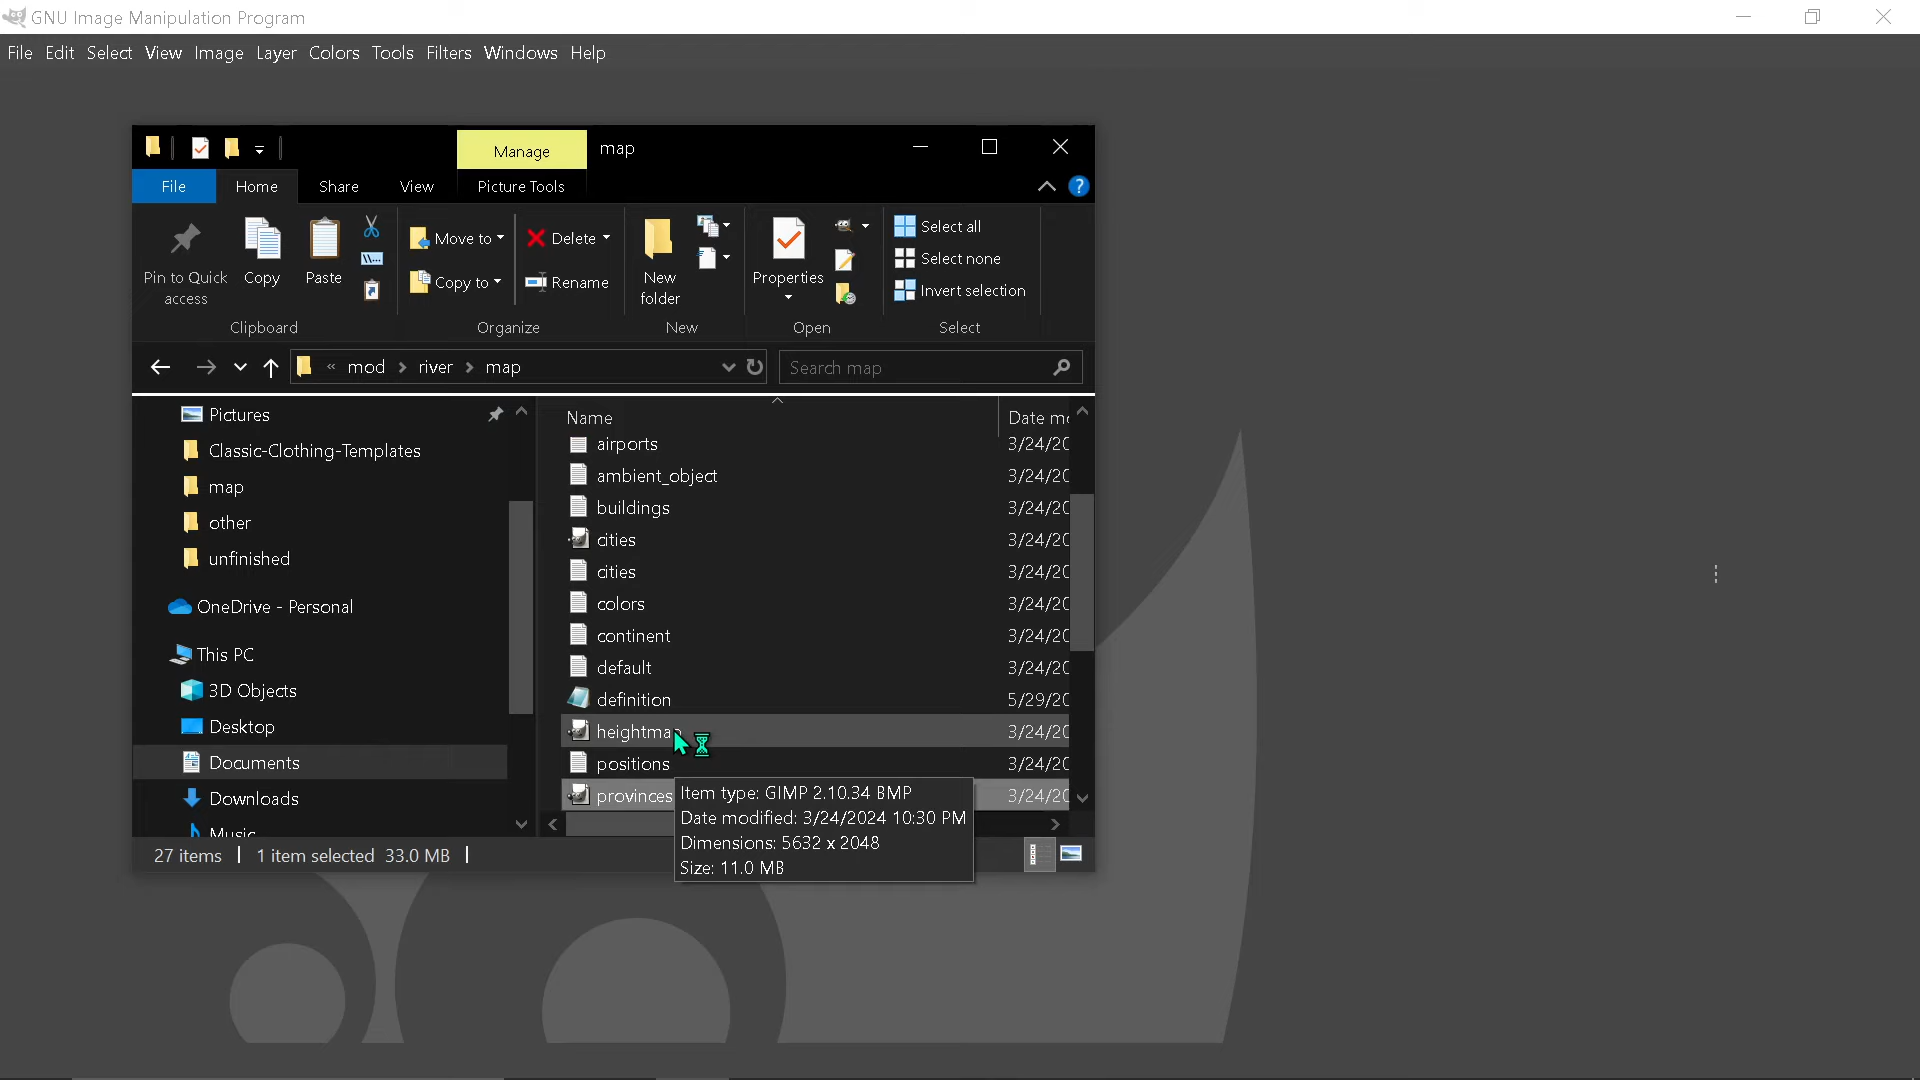 GNU Image Manipulation Program
File Edit Select View Image Layer Colors Tools Filters Windows Help
Manage map
File Home Share View Picture Tools
Pin to Quick access
Copy
Paste
Move to
Copy to
Delete
Rename
New folder
Properties
Select all
Select none
Invert selection
Clipboard Organize New Open Select
« mod > river > map
Search map
Pictures
Classic-Clothing-Templates
map
other
unfinished
OneDrive - Personal
This PC
3D Objects
Desktop
Documents
Downloads
Music
Name Date mo
airports 3/24/20
ambient_object 3/24/20
buildings 3/24/20
cities 3/24/20
cities 3/24/20
colors 3/24/20
continent 3/24/20
default 3/24/20
definition 5/29/20
heightmap 3/24/20
positions 3/24/20
provinces 3/24/20
Item type: GIMP 2.10.34 BMP
Date modified: 3/24/2024 10:30 PM
Dimensions: 5632 x 2048
Size: 11.0 MB
27 items 1 item selected 33.0 MB